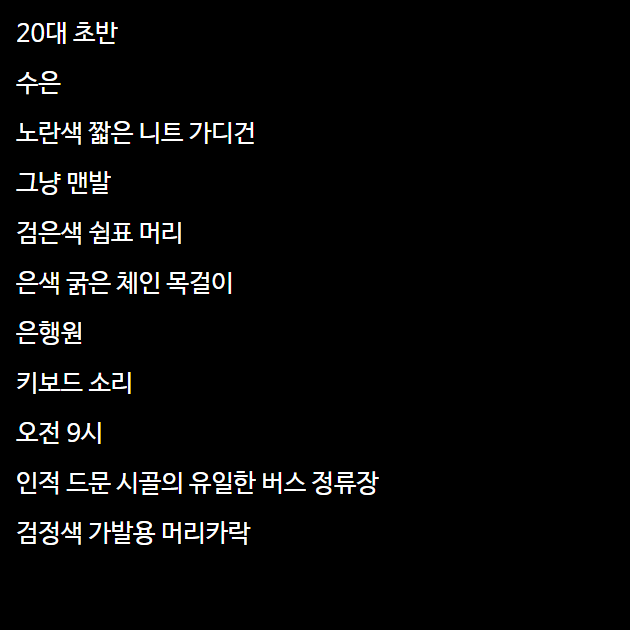 20대 초반
수은
노란색 짧은 니트 가디건
그냥 맨발
검은색 쉼표 머리
은색 굵은 체인 목걸이
은행원
키보드 소리
오전 9시
인적 드문 시골의 유일한 버스 정류장
검정색 가발용 머리카락